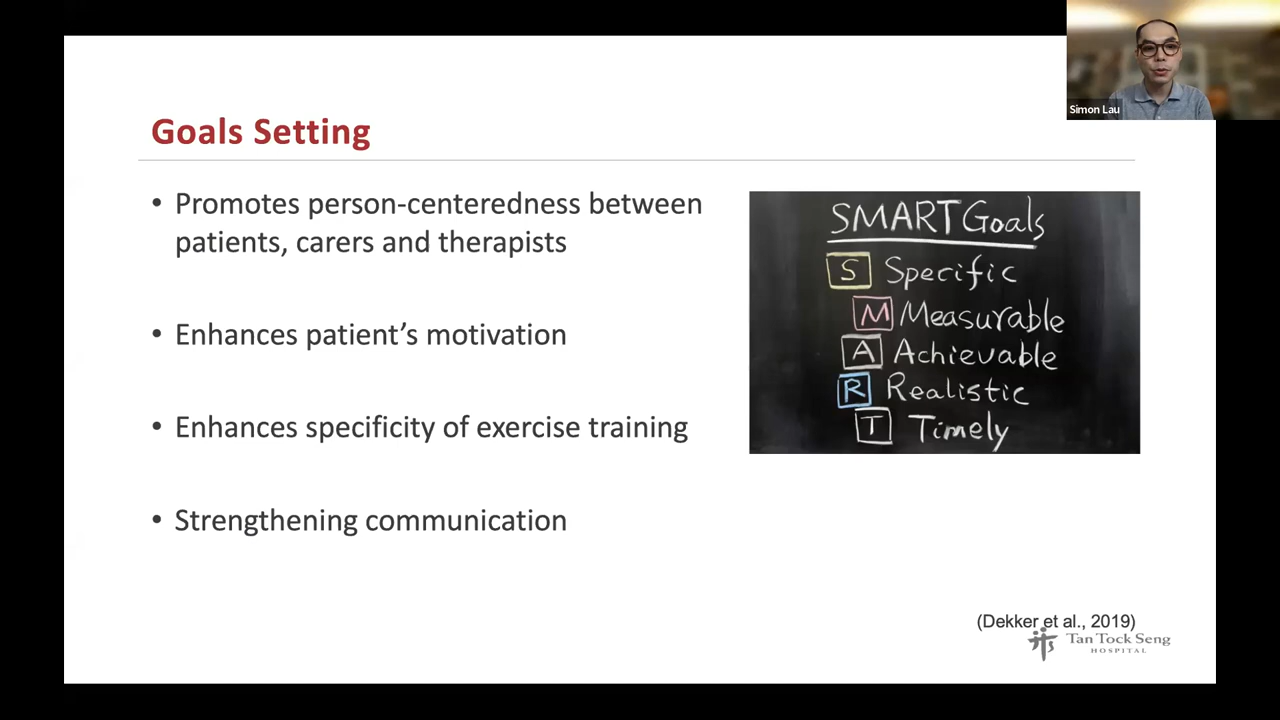 Simon Lau
Goals Setting
• Promotes person-centeredness between
patients, carers and therapists
• Enhances patient’s motivation
• Enhances specificity of exercise training
• Strengthening communication
SMART Goals
S Specific
M Measurable
A Achievable
R Realistic
T Timely
(Dekker et al., 2019)
Tan Tock Seng
HOSPITAL